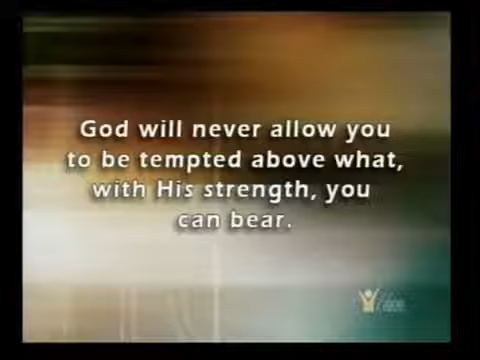 God will never allow you
to be tempted above what,
with His strength, you
can bear.